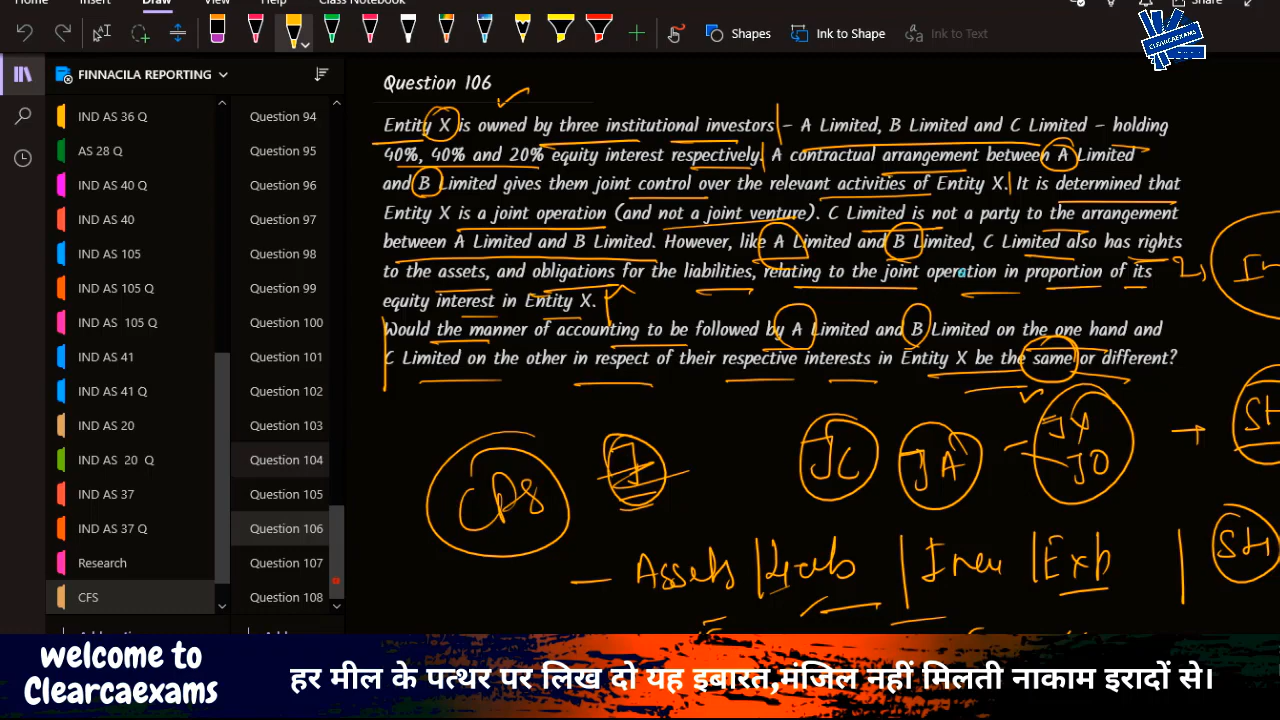 Home Insert Draw View Help Class Notebook Share
Shapes Ink to Shape Ink to Text
CLEARCAEXAMS
FINNACILA REPORTING
IND AS 36 Q
AS 28 Q
IND AS 40 Q
IND AS 40
IND AS 105
IND AS 105 Q
IND AS  105 Q
IND AS 41
IND AS 41 Q
IND AS 20
IND AS  20  Q
IND AS 37
IND AS 37 Q
Research
CFS
Question 94
Question 95
Question 96
Question 97
Question 98
Question 99
Question 100
Question 101
Question 102
Question 103
Question 104
Question 105
Question 106
Question 107
Question 108
Question 106
Entity X is owned by three institutional investors – A Limited, B Limited and C Limited – holding
40%, 40% and 20% equity interest respectively. A contractual arrangement between A Limited
and B Limited gives them joint control over the relevant activities of Entity X. It is determined that
Entity X is a joint operation (and not a joint venture). C Limited is not a party to the arrangement
between A Limited and B Limited. However, like A Limited and B Limited, C Limited also has rights
to the assets, and obligations for the liabilities, relating to the joint operation in proportion of its
equity interest in Entity X.
Would the manner of accounting to be followed by A Limited and B Limited on the one hand and
C Limited on the other in respect of their respective interests in Entity X be the same or different?
JC JA JV
JO
Assets
welcome to
Clearcaexams
हर मील के पत्थर पर लिख दो यह इबारत,मंजिल नहीं मिलती नाकाम इरादों से।